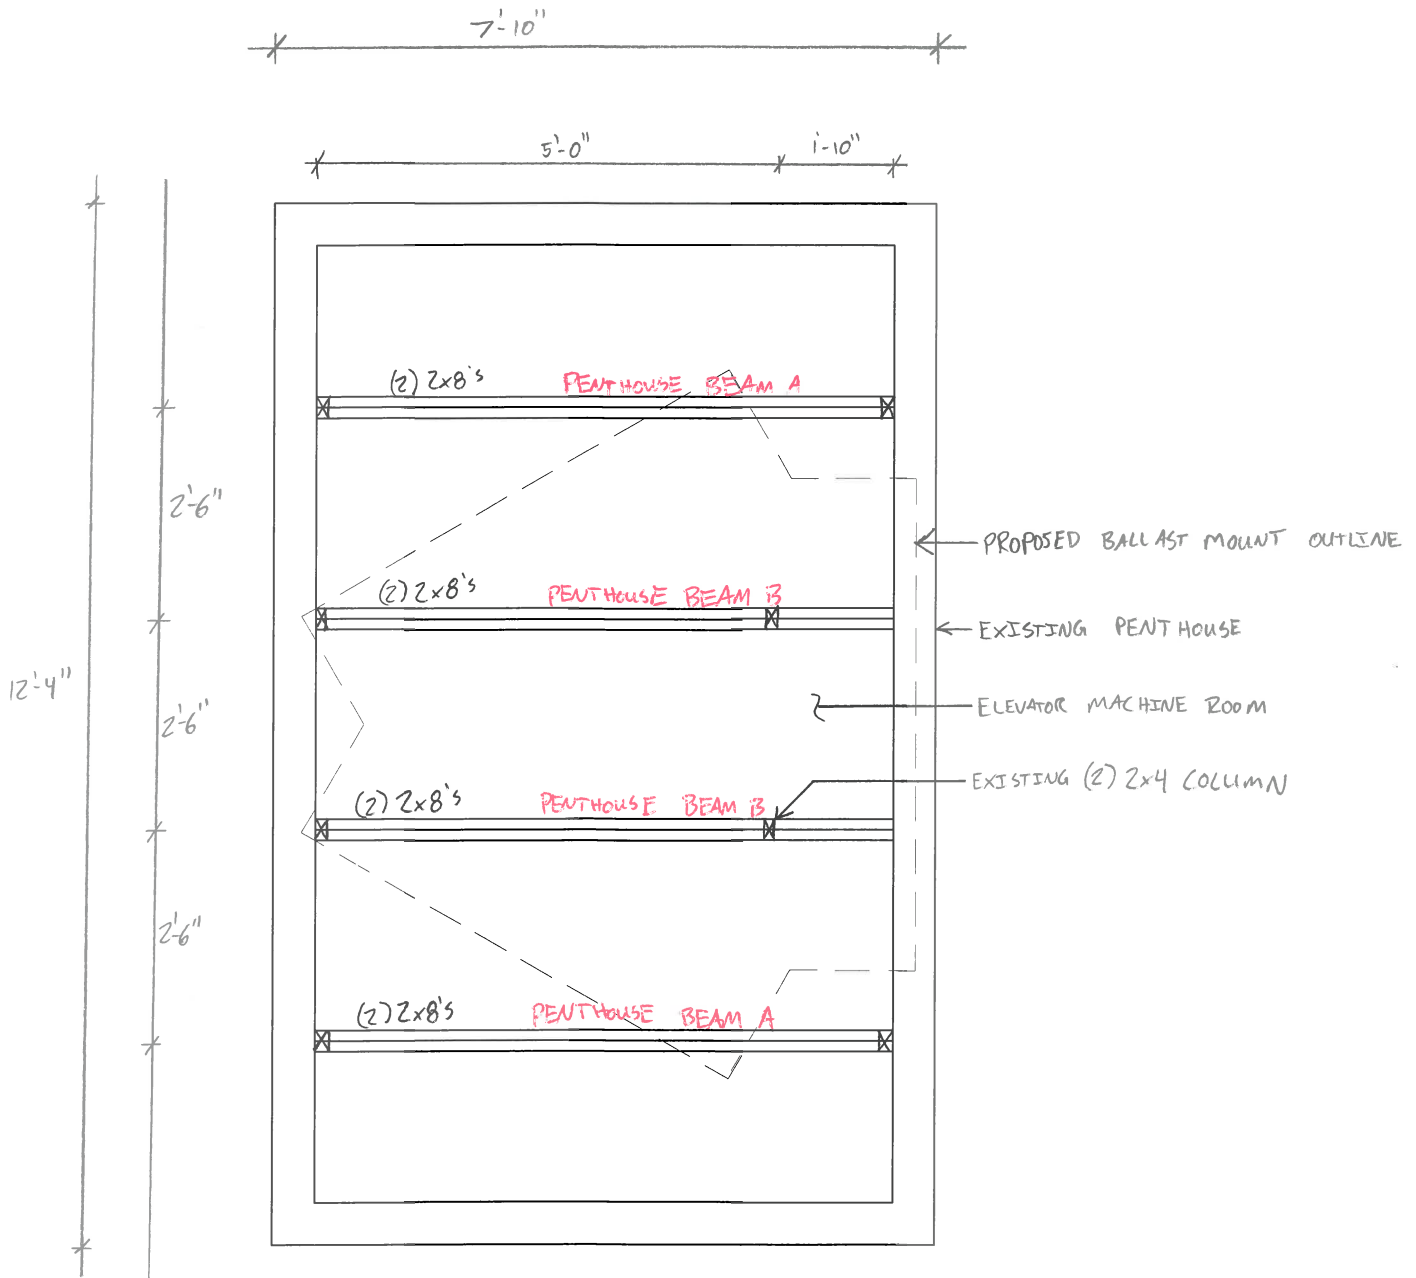 7'-10"
5'-0"
1'-10"
(2) 2x8's PENTHOUSE BEAM A
2'-6"
PROPOSED BALLAST MOUNT OUTLINE
(2) 2x8's PENTHOUSE BEAM B
EXISTING PENTHOUSE
12'-4"
2'-6"
ELEVATOR MACHINE ROOM
EXISTING (2) 2x4 COLUMN
(2) 2x8's PENTHOUSE BEAM B
2'-6"
(2) 2x8's PENTHOUSE BEAM A